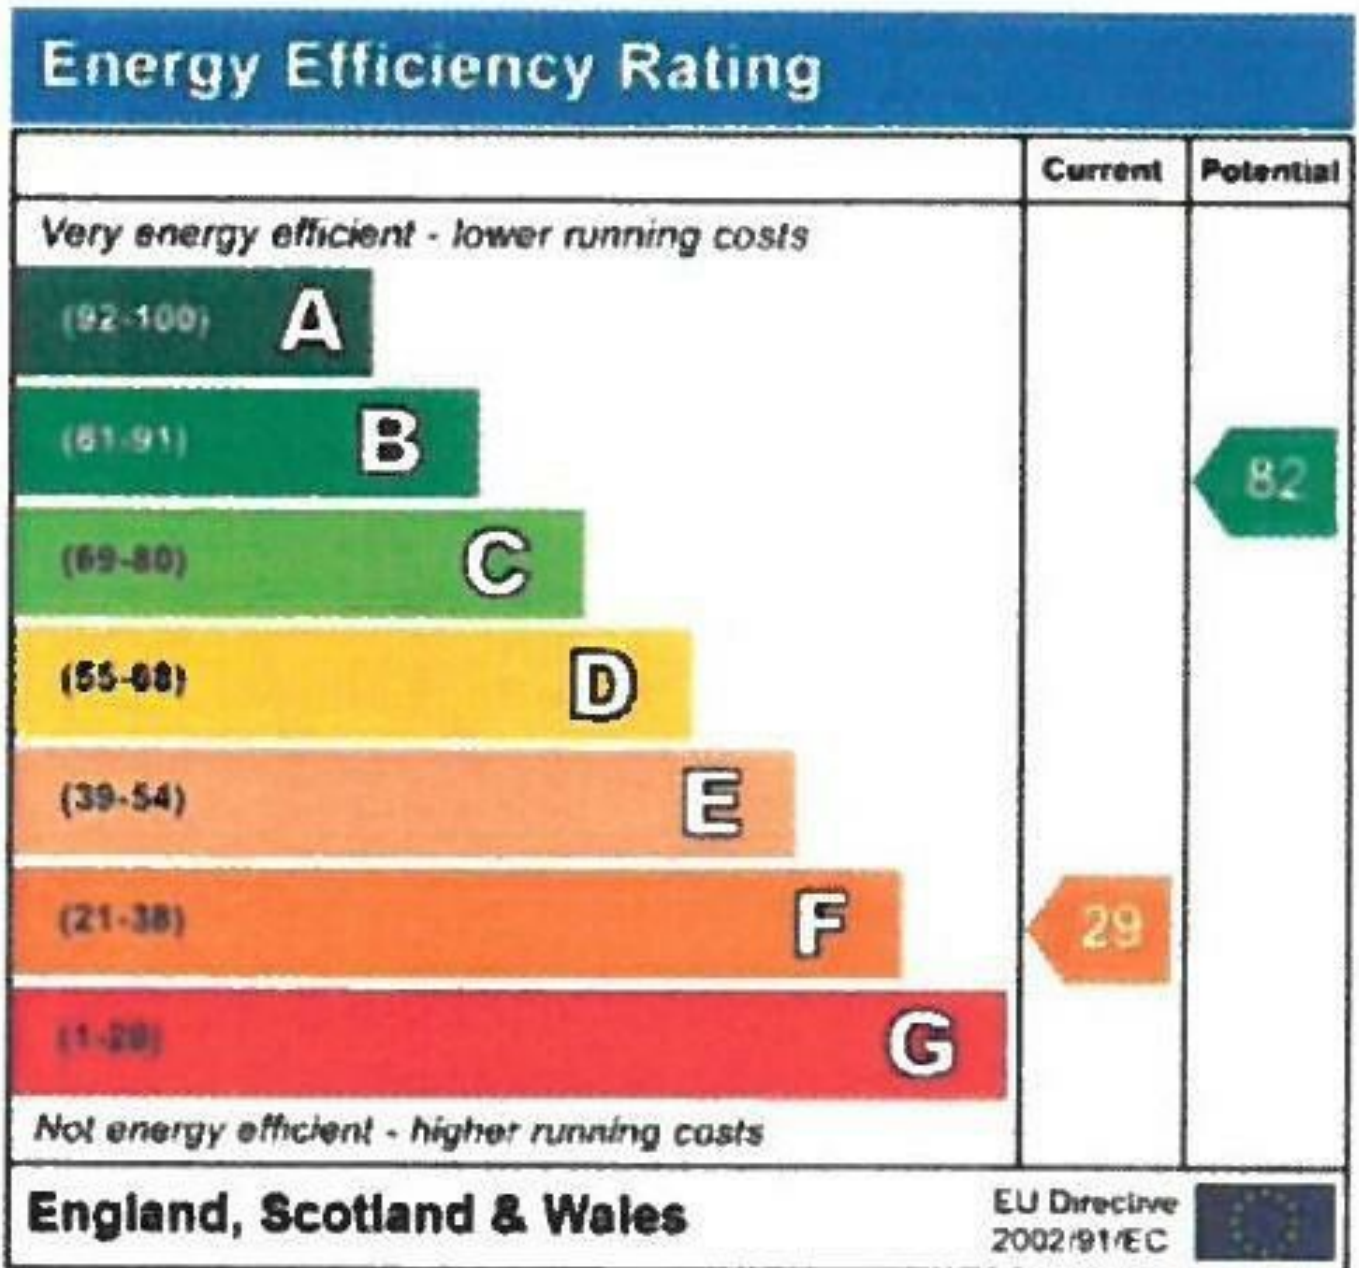 Energy Efficiency Rating
Current Potential
Very energy efficient - lower running costs
(92-100) A
(81-91) B
82
(69-80) C
(55-68) D
(39-54) E
(21-38) F
29
(1-20) G
Not energy efficient - higher running costs
England, Scotland & Wales
EU Directive
2002/91/EC